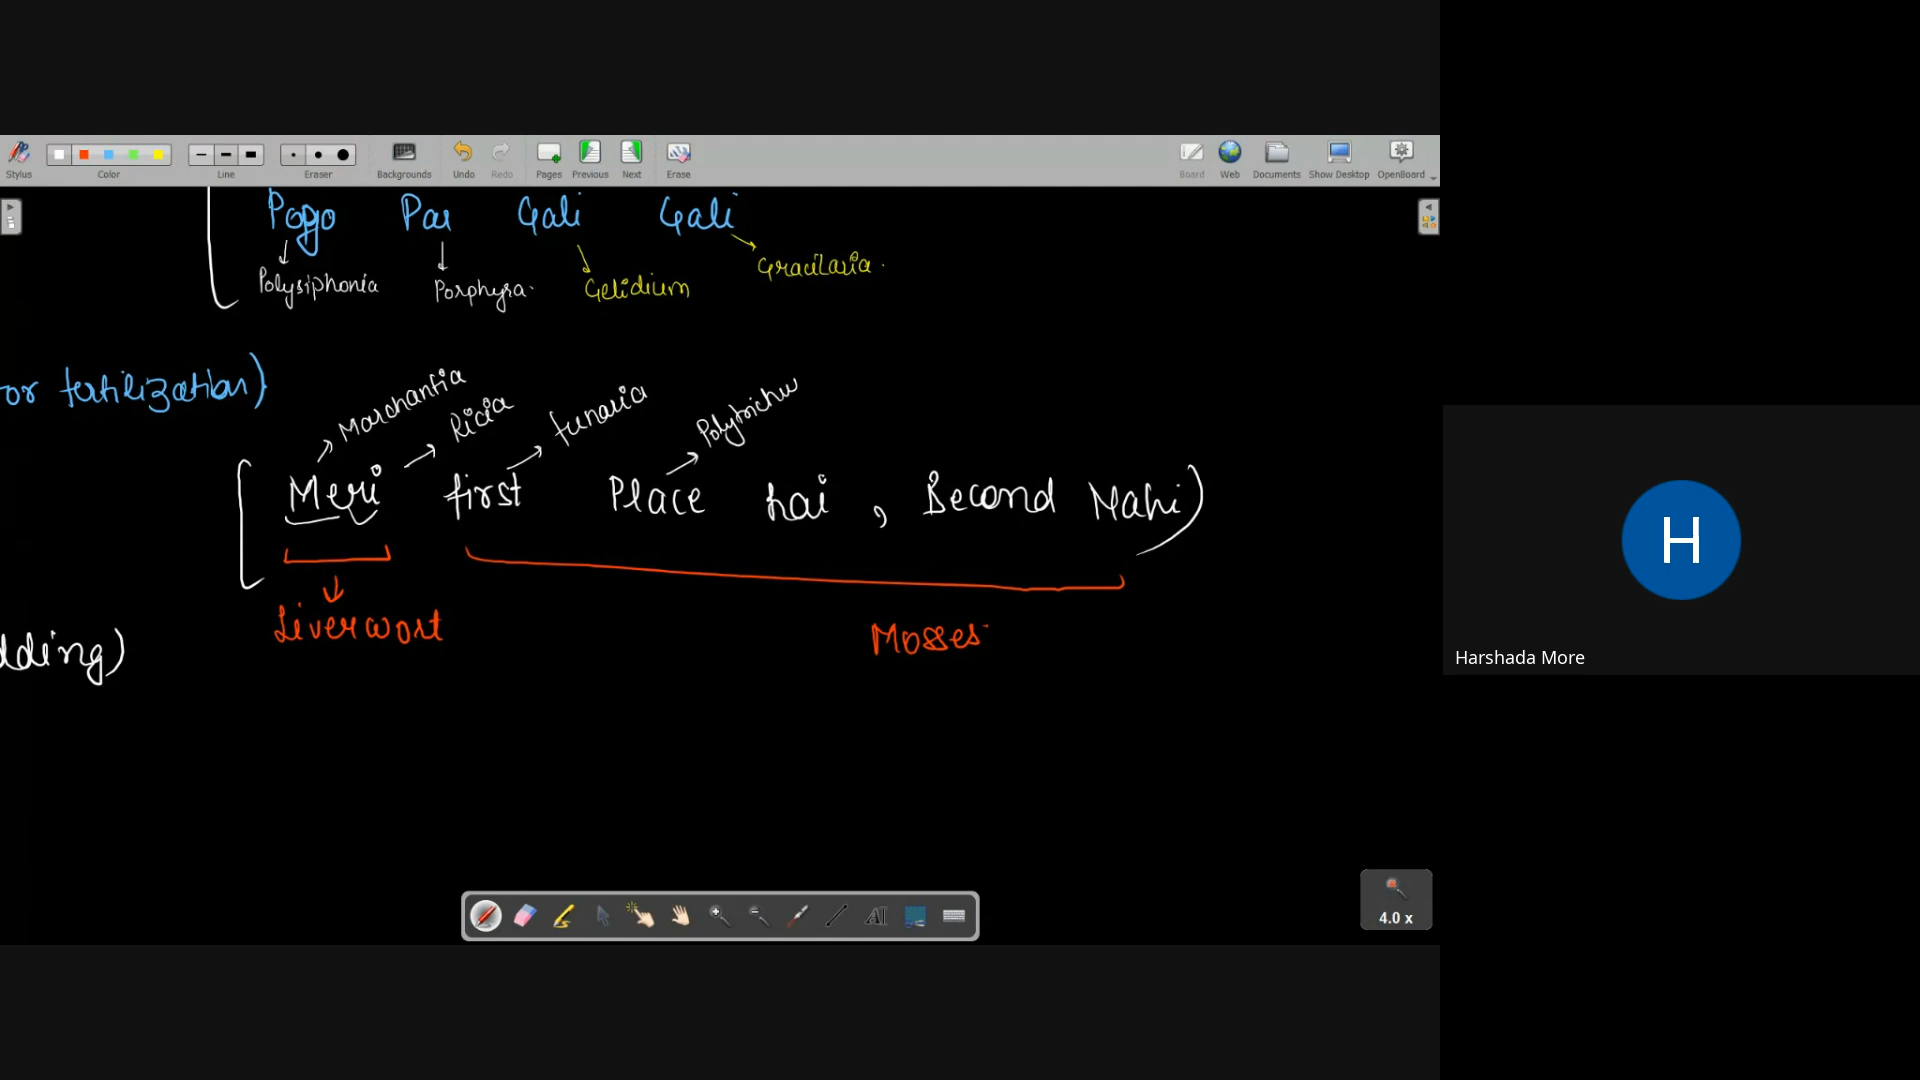 Stylus Color Line Eraser Backgrounds Undo Redo Pages Previous Next Erase Board Web Documents Show Desktop OpenBoard
Pogo Par Gali Gali
Polysiphonia Porphyra. Gelidium Gracilaria.
or fertilization)
Marchantia Ricia funaria Polytrichu
Meri first Place hai, Second Nahi)
Liverwort Mosses
dding)
H
Harshada More
4.0 x